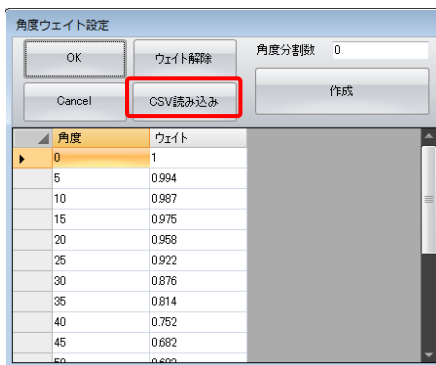 角度ウェイト設定
OK
ウェイト解除
角度分割数 0
Cancel
CSV読み込み
作成
角度 ウェイト
0 1
5 0.994
10 0.987
15 0.975
20 0.958
25 0.922
30 0.876
35 0.814
40 0.752
45 0.682